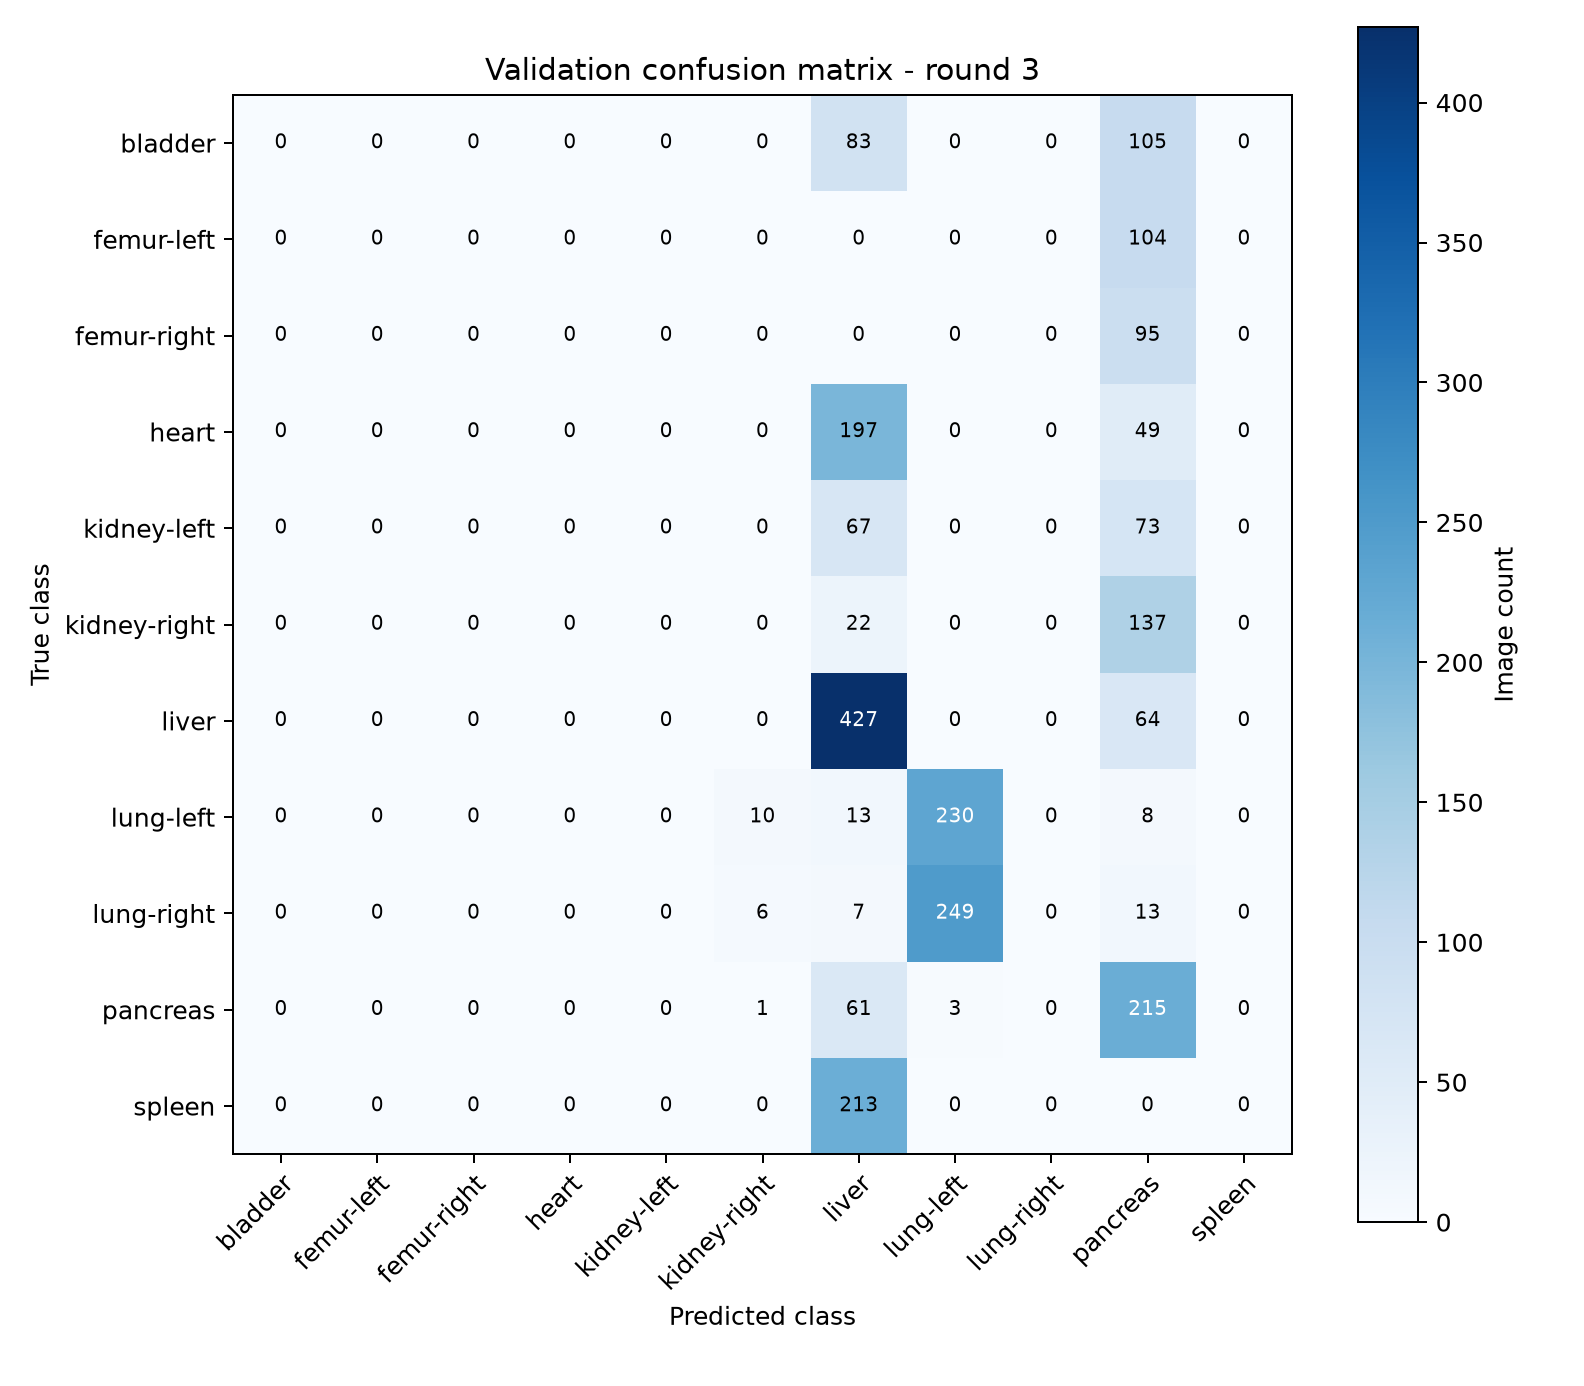 Validation confusion matrix - round 3
True class
bladder 0 0 0 0 0 0 83 0 0 105 0
femur-left 0 0 0 0 0 0 0 0 0 104 0
femur-right 0 0 0 0 0 0 0 0 0 95 0
heart 0 0 0 0 0 0 197 0 0 49 0
kidney-left 0 0 0 0 0 0 67 0 0 73 0
kidney-right 0 0 0 0 0 0 22 0 0 137 0
liver 0 0 0 0 0 0 427 0 0 64 0
lung-left 0 0 0 0 0 10 13 230 0 8 0
lung-right 0 0 0 0 0 6 7 249 0 13 0
pancreas 0 0 0 0 0 1 61 3 0 215 0
spleen 0 0 0 0 0 0 213 0 0 0 0
bladder femur-left femur-right heart kidney-left kidney-right liver lung-left lung-right pancreas spleen
Predicted class
400
350
300
250
200
150
100
50
0
Image count